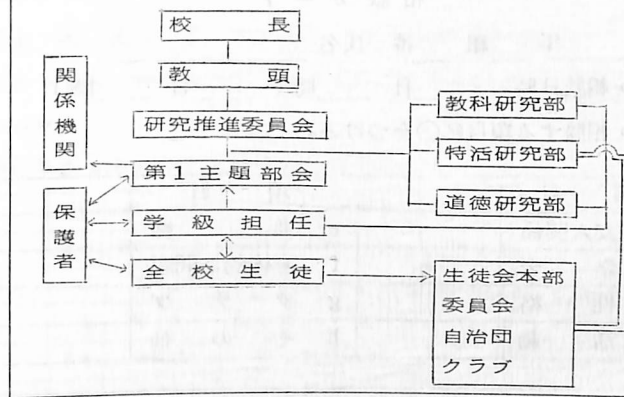 校長
教頭
研究推進委員会
第1主題部会
学級担任
全校生徒
関係機関
保護者
教科研究部
特活研究部
道徳研究部
生徒会本部
委員会
自治団
クラブ